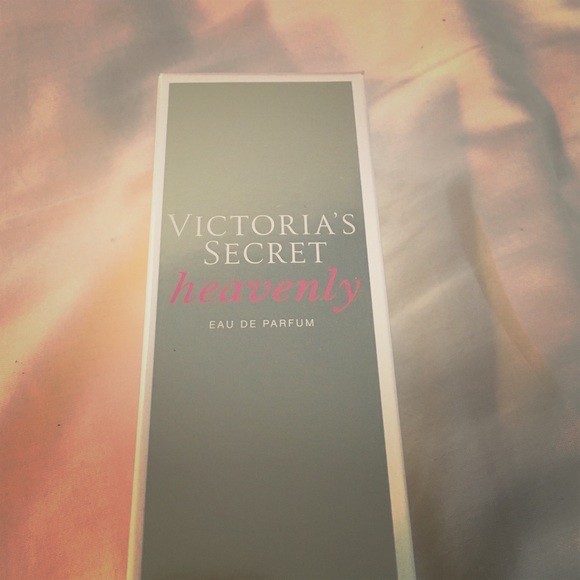 VICTORIA'S
SECRET
heavenly
EAU DE PARFUM